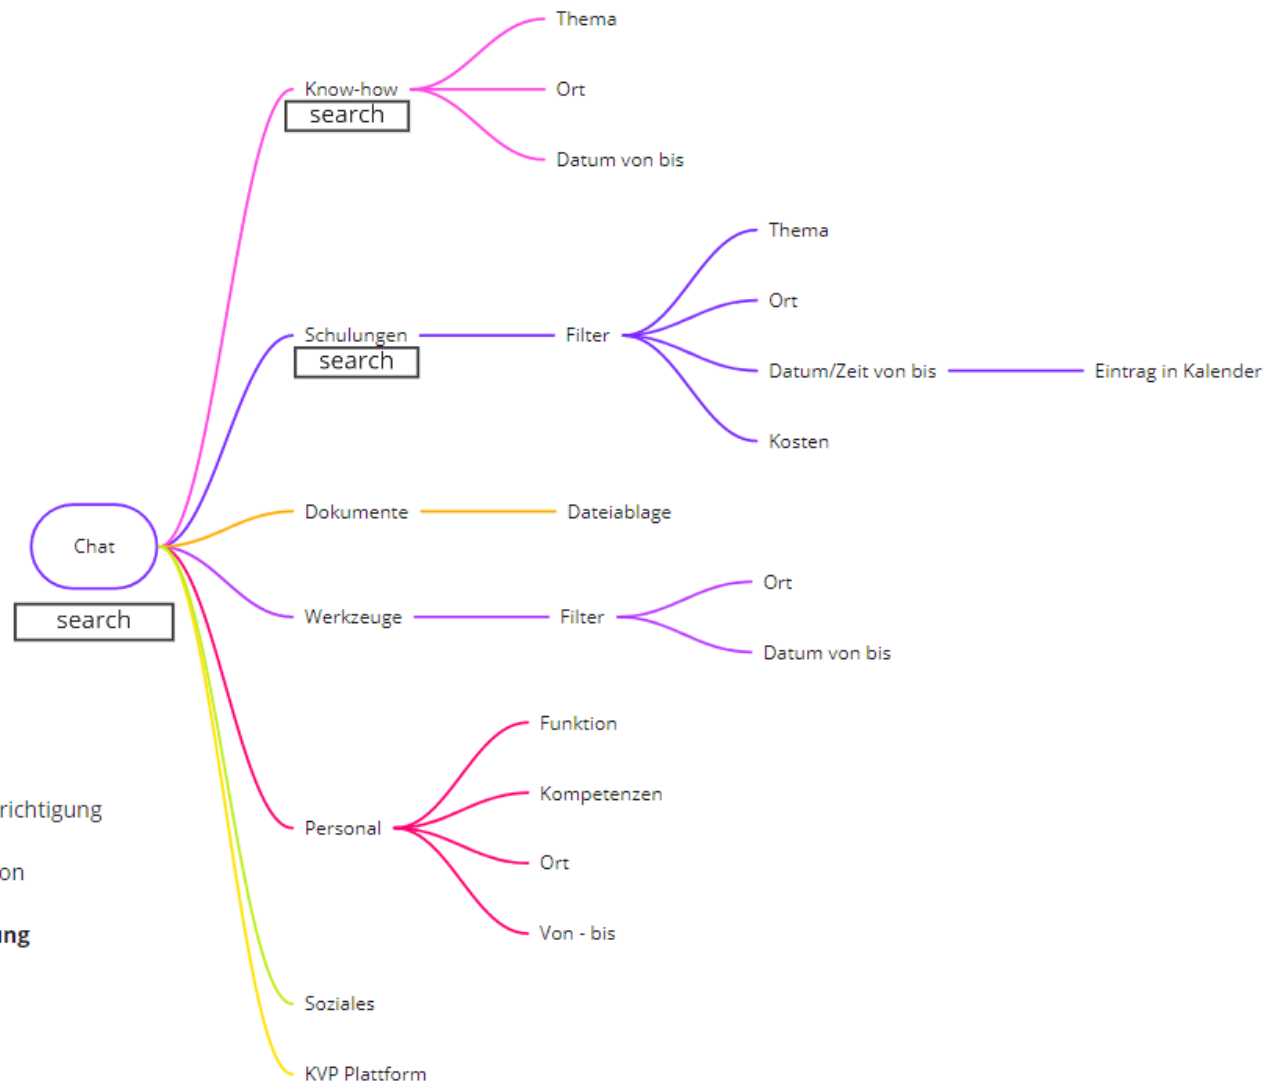 Thema
Know-how
search
Ort
Datum von bis
Thema
Ort
Schulungen
search
Filter
Datum/Zeit von bis
Eintrag in Kalender
Kosten
Dokumente
Dateiablage
Chat
search
Werkzeuge
Filter
Ort
Datum von bis
Funktion
Kompetenzen
Personal
Ort
Von - bis
richtigung
on
ung
Soziales
KVP Plattform